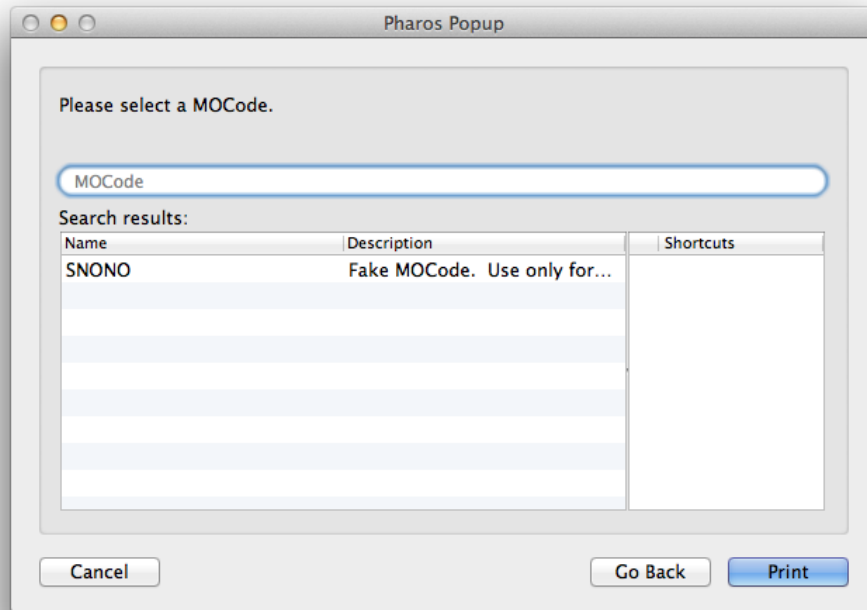 Pharos Popup
Please select a MOCode.
MOCode
Search results:
Name Description Shortcuts
SNONO Fake MOCode. Use only for...
Cancel Go Back Print